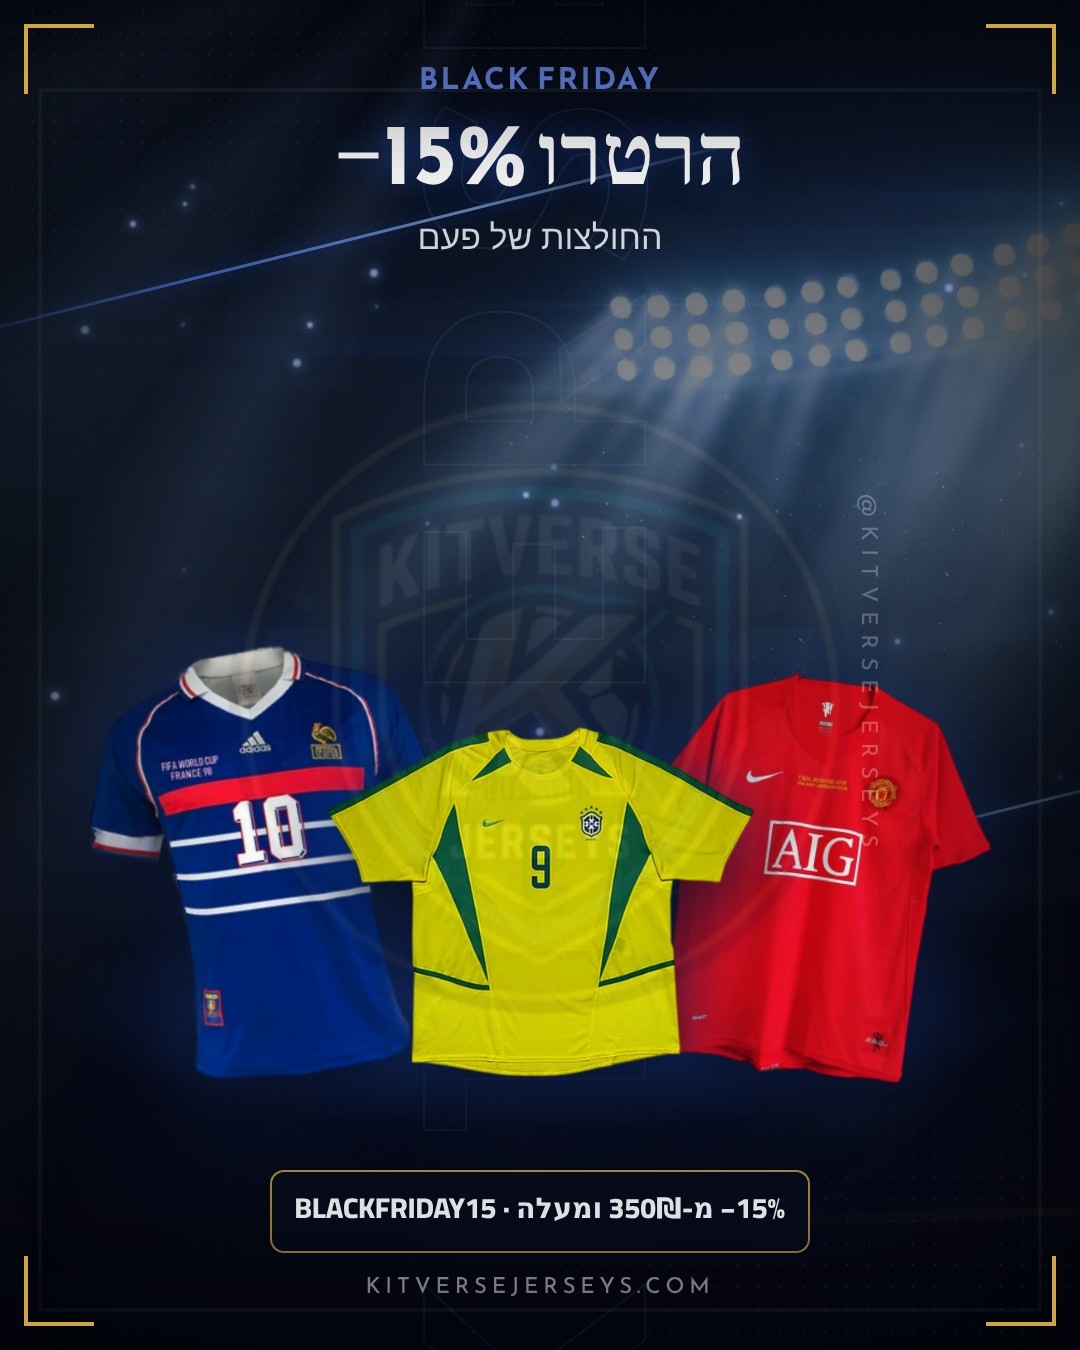 BLACK FRIDAY
הרטרו −15%
החולצות של פעם
@KITVERSEJERSEYS
KITVERSE
K
JERSEYS
adidas
FIFA WORLD CUP
FRANCE 98
10
9
AIG
−15% מ-₪350 ומעלה · BLACKFRIDAY15
KITVERSEJERSEYS.COM